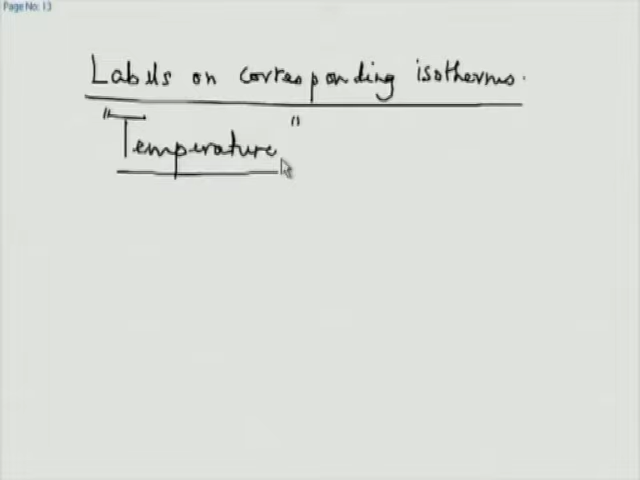 Page No: 13
Labels on corresponding isotherms.
"Temperature"